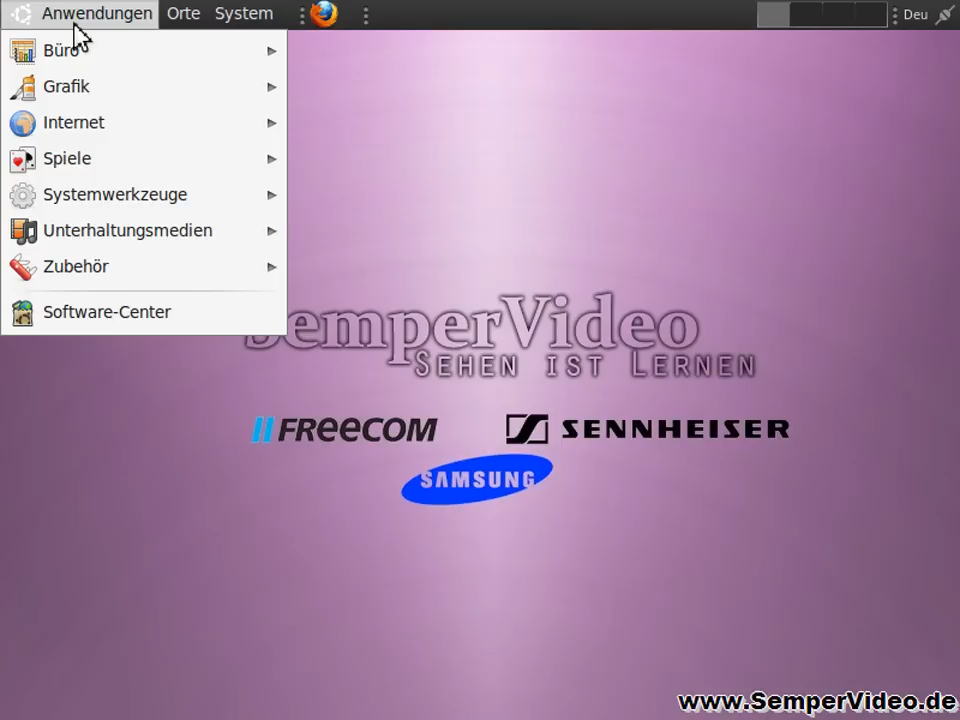 Anwendungen Orte System Deu
Büro
Grafik
Internet
Spiele
Systemwerkzeuge
Unterhaltungsmedien
Zubehör
Software-Center
SemperVideo
SEHEN IST LERNEN
FREECOM SENNHEISER
SAMSUNG
www.SemperVideo.de